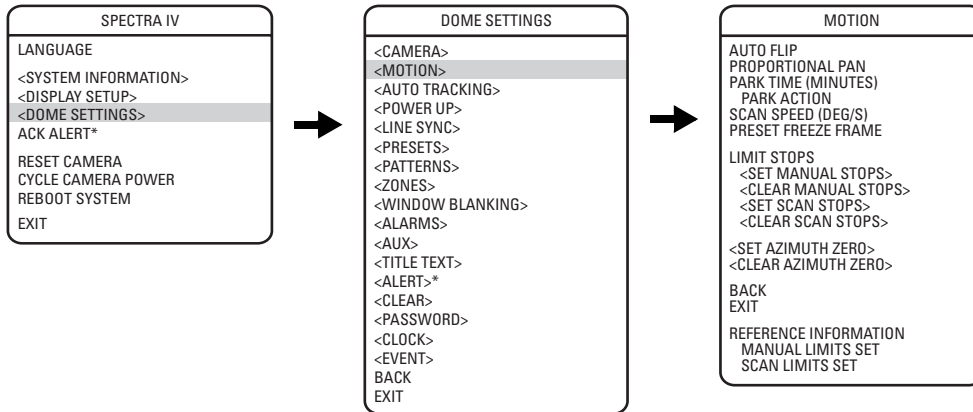 SPECTRA IV
LANGUAGE
<SYSTEM INFORMATION>
<DISPLAY SETUP>
<DOME SETTINGS>
ACK ALERT*
RESET CAMERA
CYCLE CAMERA POWER
REBOOT SYSTEM
EXIT
DOME SETTINGS
<CAMERA>
<MOTION>
<AUTO TRACKING>
<POWER UP>
<LINE SYNC>
<PRESETS>
<PATTERNS>
<ZONES>
<WINDOW BLANKING>
<ALARMS>
<AUX>
<TITLE TEXT>
<ALERT>*
<CLEAR>
<PASSWORD>
<CLOCK>
<EVENT>
BACK
EXIT
MOTION
AUTO FLIP
PROPORTIONAL PAN
PARK TIME (MINUTES)
PARK ACTION
SCAN SPEED (DEG/S)
PRESET FREEZE FRAME
LIMIT STOPS
<SET MANUAL STOPS>
<CLEAR MANUAL STOPS>
<SET SCAN STOPS>
<CLEAR SCAN STOPS>
<SET AZIMUTH ZERO>
<CLEAR AZIMUTH ZERO>
BACK
EXIT
REFERENCE INFORMATION
MANUAL LIMITS SET
SCAN LIMITS SET